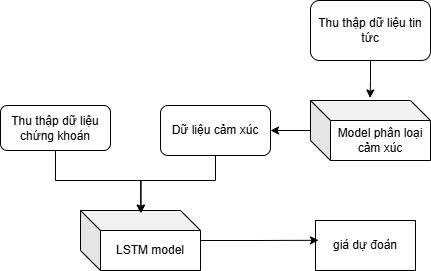 Thu thập dữ liệu tin
tức
Thu thập dữ liệu
chứng khoán
Dữ liệu cảm xúc
Model phân loại
cảm xúc
LSTM model
giá dự đoán